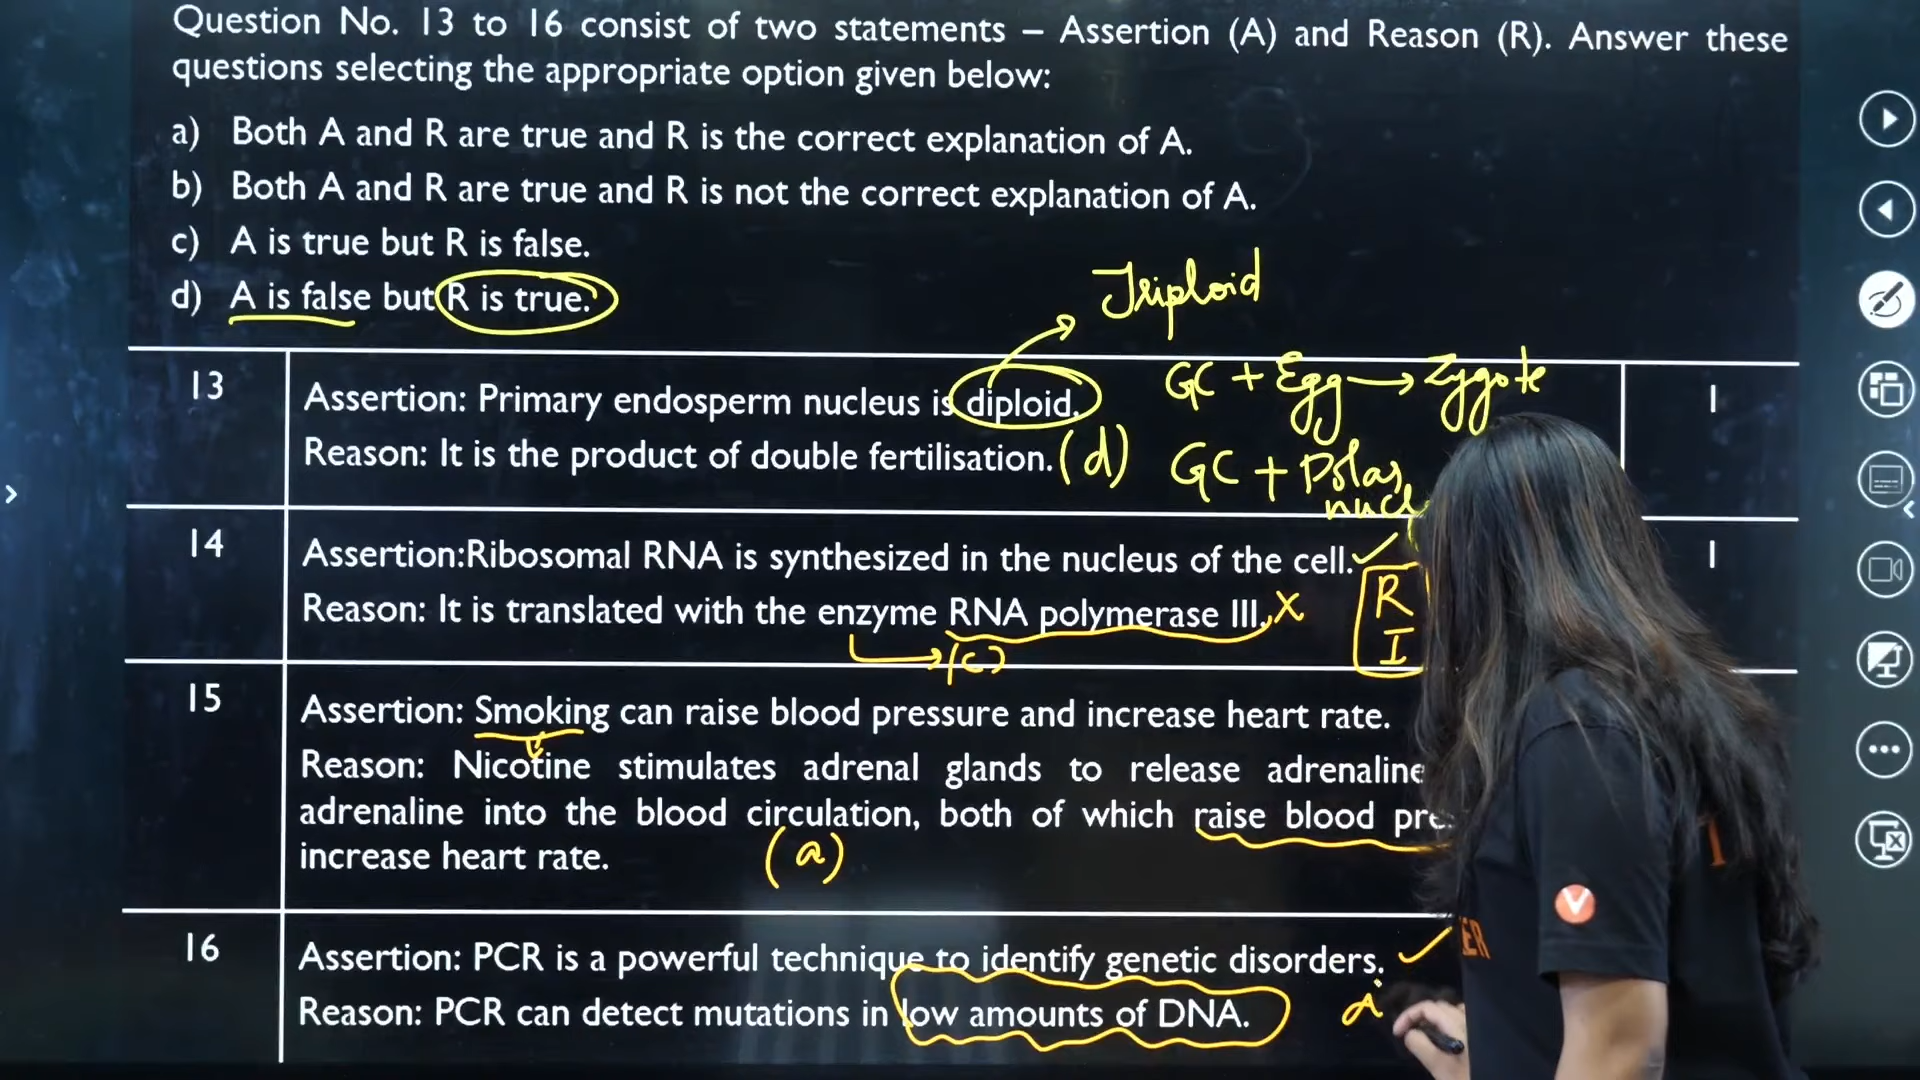 Question No. 13 to 16 consist of two statements – Assertion (A) and Reason (R). Answer these
questions selecting the appropriate option given below:
a) Both A and R are true and R is the correct explanation of A.
b) Both A and R are true and R is not the correct explanation of A.
c) A is true but R is false.
d) A is false but R is true.
Triploid
13
Assertion: Primary endosperm nucleus is diploid.
GC + Egg → Zygote
1
Reason: It is the product of double fertilisation. (d)
GC + Polar
14
Assertion:Ribosomal RNA is synthesized in the nucleus of the cell. ✓
1
Reason: It is translated with the enzyme RNA polymerase III. X
R
I
→ (c)
15
Assertion: Smoking can raise blood pressure and increase heart rate.
Reason: Nicotine stimulates adrenal glands to release adrenaline
adrenaline into the blood circulation, both of which raise blood
increase heart rate.
(a)
16
Assertion: PCR is a powerful technique to identify genetic disorders. ✓
Reason: PCR can detect mutations in low amounts of DNA.
a